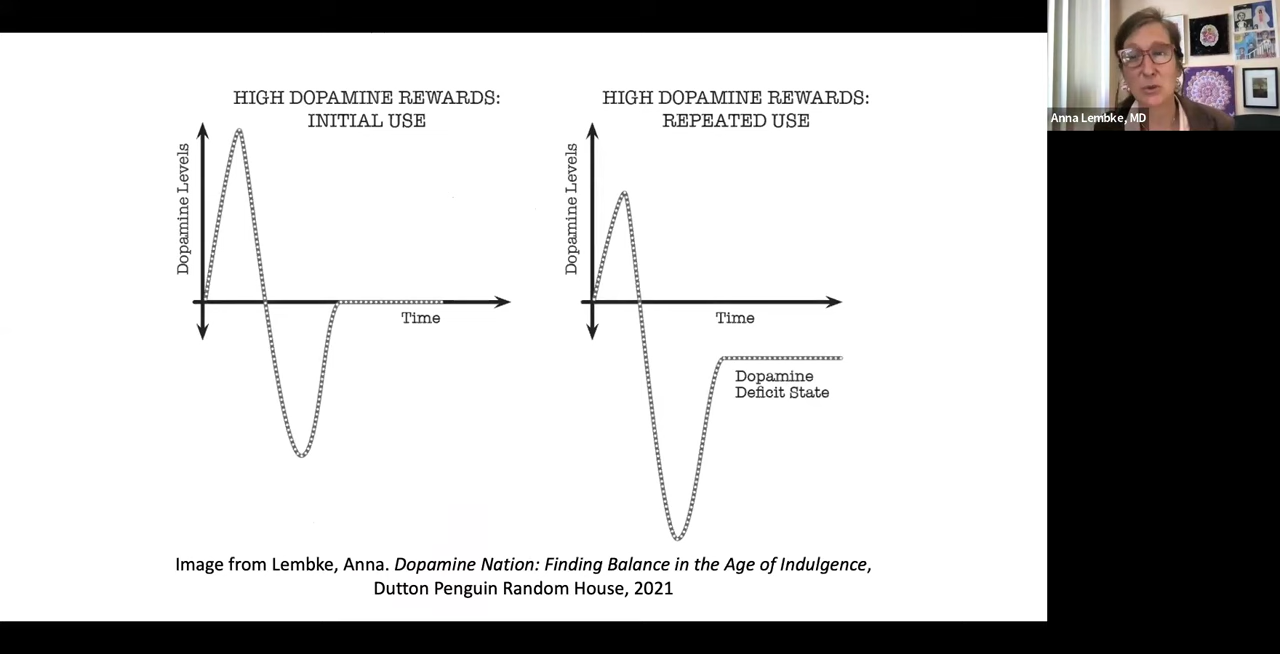 HIGH DOPAMINE REWARDS:
INITIAL USE
Dopamine Levels
Time
HIGH DOPAMINE REWARDS:
REPEATED USE
Dopamine Levels
Time
Dopamine
Deficit State
Image from Lembke, Anna. Dopamine Nation: Finding Balance in the Age of Indulgence,
Dutton Penguin Random House, 2021
Anna Lembke, MD